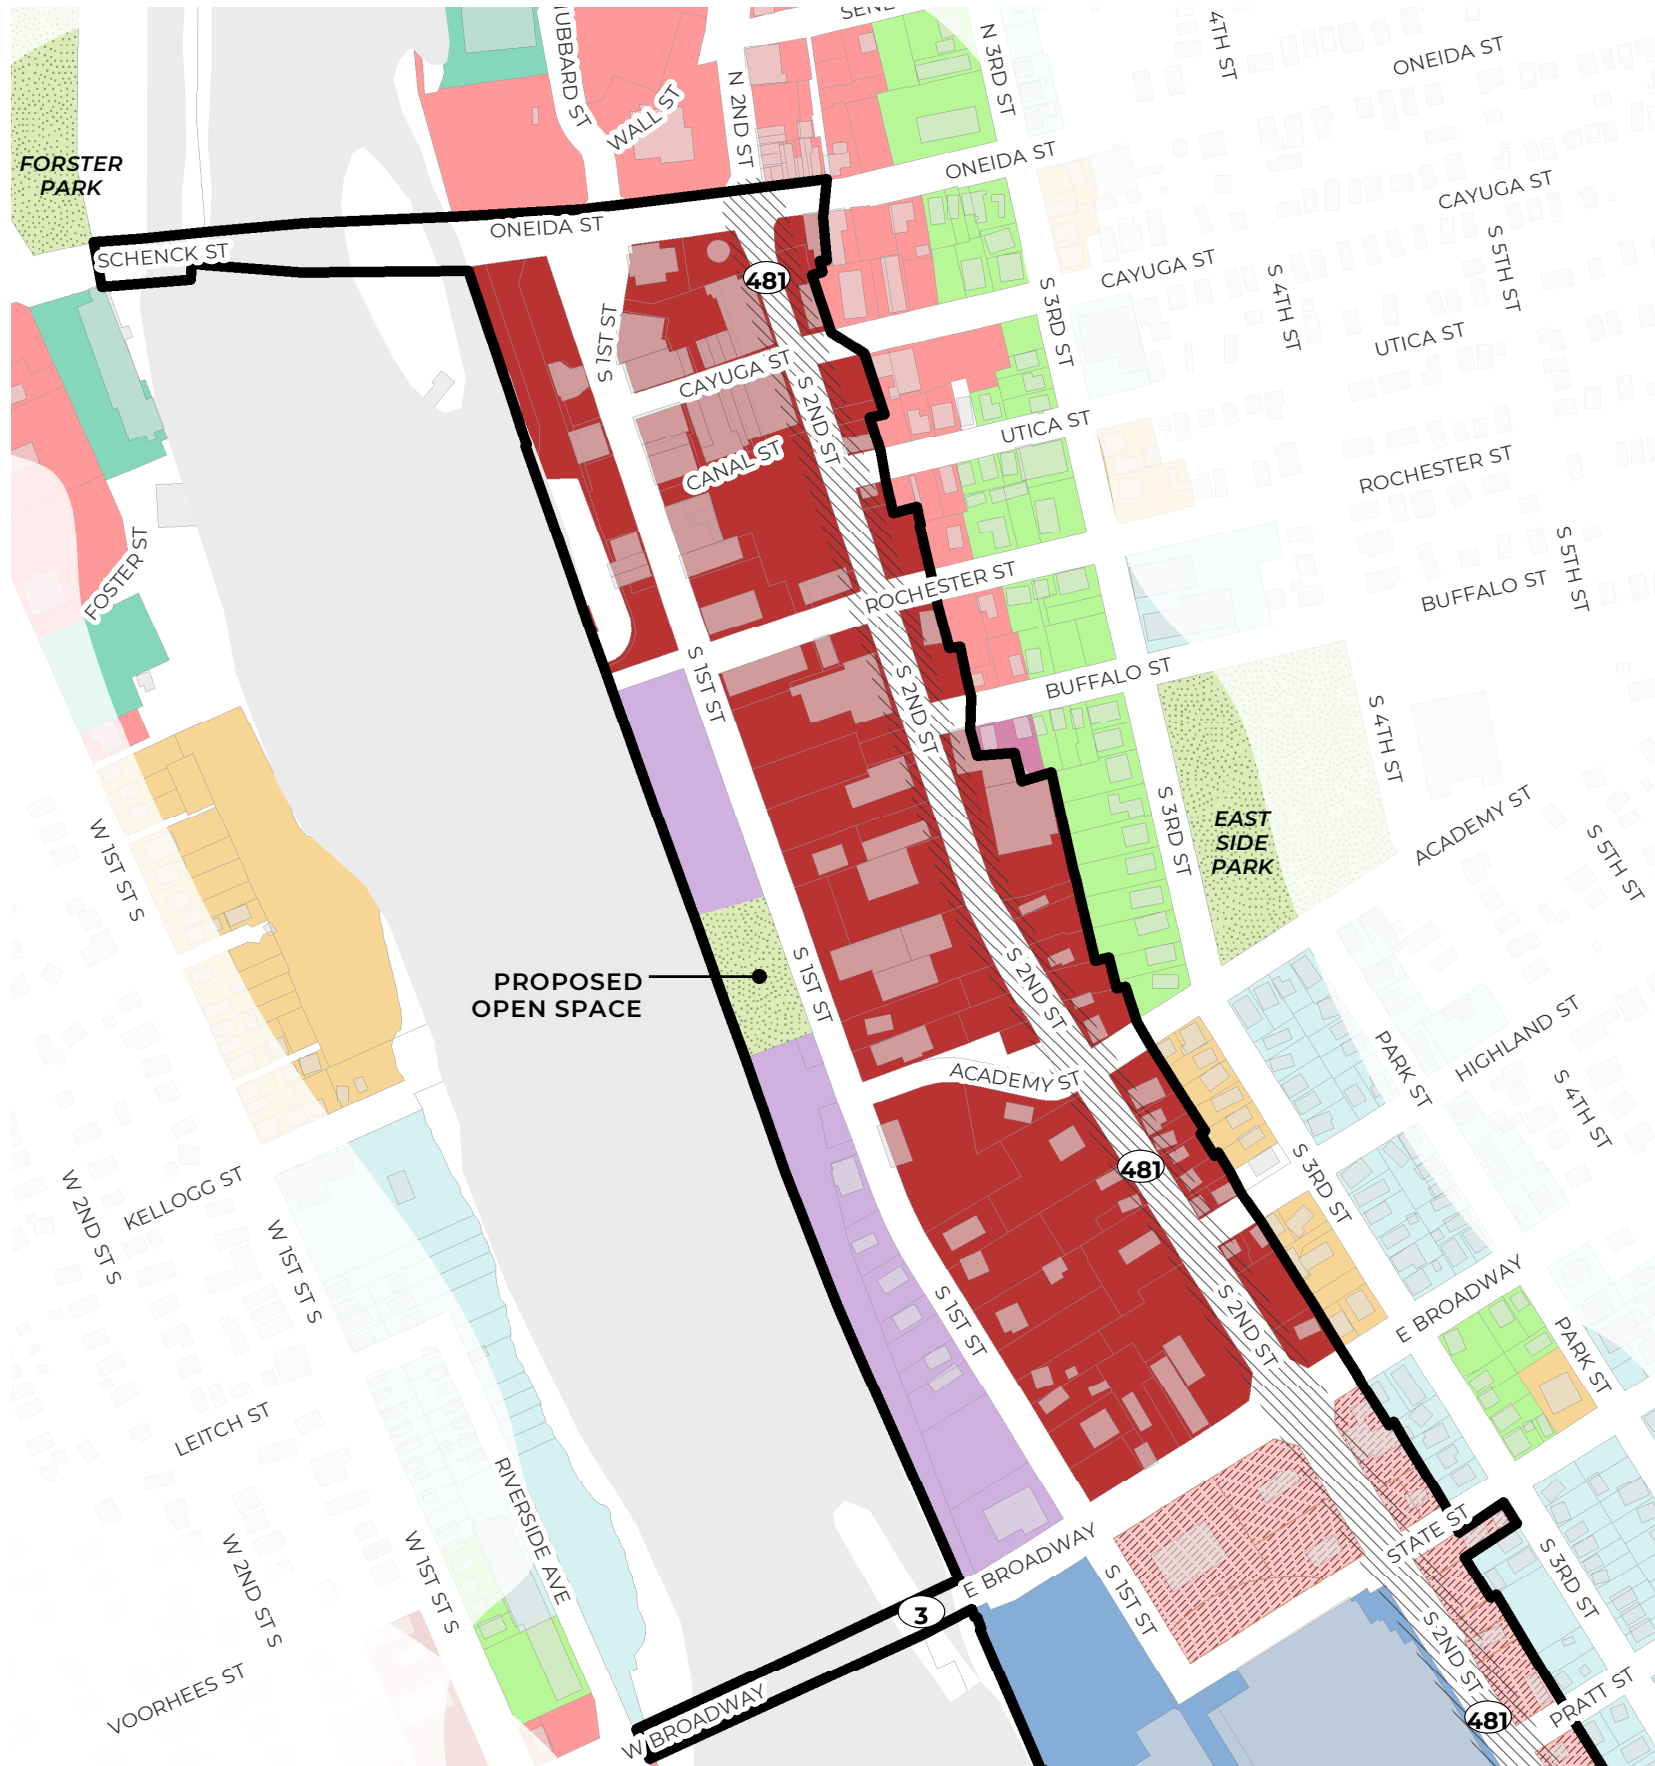 SENE
UBBARD ST
N 3RD ST
4TH ST
ONEIDA ST
WALL ST
N 2ND ST
FORSTER
PARK
ONEIDA ST
CAYUGA ST
ONEIDA ST
SCHENCK ST
481
CAYUGA ST
S 5TH ST
S 4TH ST
S 3RD ST
S 1ST ST
UTICA ST
CAYUGA ST
S 2ND ST
UTICA ST
CANAL ST
ROCHESTER ST
FOSTER ST
ROCHESTER ST
BUFFALO ST
S 5TH ST
S 1ST ST
S 2ND ST
BUFFALO ST
S 4TH ST
W 1ST ST S
S 3RD ST
EAST
SIDE
PARK
ACADEMY ST
S 5TH ST
PROPOSED
OPEN SPACE
S 1ST ST
S 2ND ST
PARK ST
HIGHLAND ST
ACADEMY ST
S 4TH ST
481
KELLOGG ST
W 2ND ST S
W 1ST ST S
S 3RD ST
S 1ST ST
S 2ND ST
E BROADWAY
PARK ST
LEITCH ST
RIVERSIDE AVE
W 2ND ST S
W 1ST ST S
STATE ST
E BROADWAY
S 1ST ST
S 3RD ST
3
S 2ND ST
VOORHEES ST
W BROADWAY
481
PRATT ST